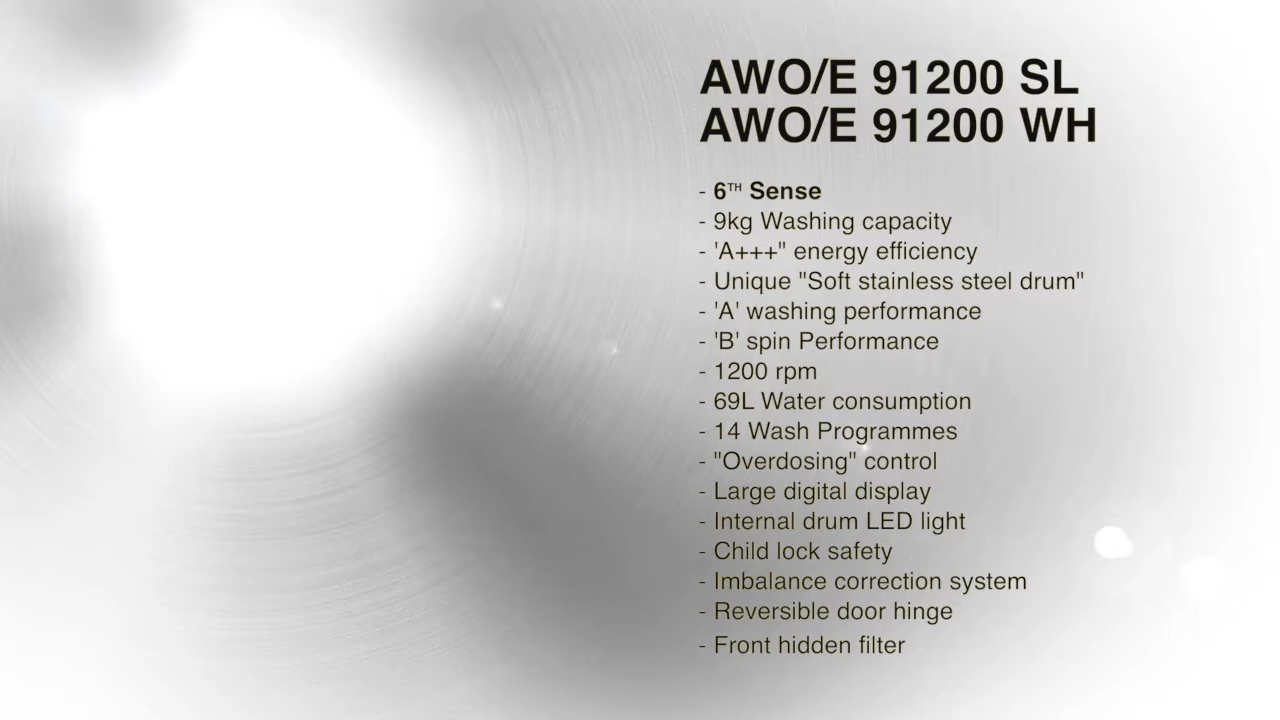 AWO/E 91200 SL
AWO/E 91200 WH
- 6TH Sense
- 9kg Washing capacity
- 'A+++" energy efficiency
- Unique "Soft stainless steel drum"
- 'A' washing performance
- 'B' spin Performance
- 1200 rpm
- 69L Water consumption
- 14 Wash Programmes
- "Overdosing" control
- Large digital display
- Internal drum LED light
- Child lock safety
- Imbalance correction system
- Reversible door hinge
- Front hidden filter